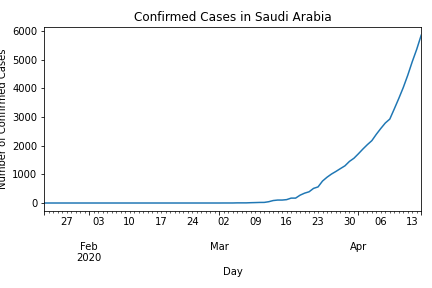 Confirmed Cases in Saudi Arabia
Number of Confirmed Cases
6000
5000
4000
3000
2000
1000
0
27 03 10 17 24 02 09 16 23 30 06 13
Feb Mar Apr
2020
Day